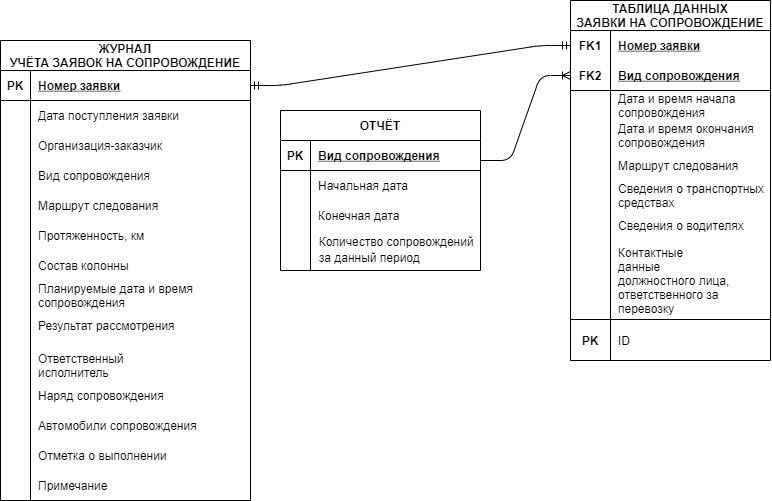 ЖУРНАЛ
УЧЁТА ЗАЯВОК НА СОПРОВОЖДЕНИЕ
PK Номер заявки
Дата поступления заявки
Организация-заказчик
Вид сопровождения
Маршрут следования
Протяженность, км
Состав колонны
Планируемые дата и время
сопровождения
Результат рассмотрения
Ответственный
исполнитель
Наряд сопровождения
Автомобили сопровождения
Отметка о выполнении
Примечание
ОТЧЁТ
PK Вид сопровождения
Начальная дата
Конечная дата
Количество сопровождений
за данный период
ТАБЛИЦА ДАННЫХ
ЗАЯВКИ НА СОПРОВОЖДЕНИЕ
FK1 Номер заявки
FK2 Вид сопровождения
Дата и время начала
сопровождения
Дата и время окончания
сопровождения
Маршрут следования
Сведения о транспортных
средствах
Сведения о водителях
Контактные
данные
должностного лица,
ответственного за
перевозку
PK ID